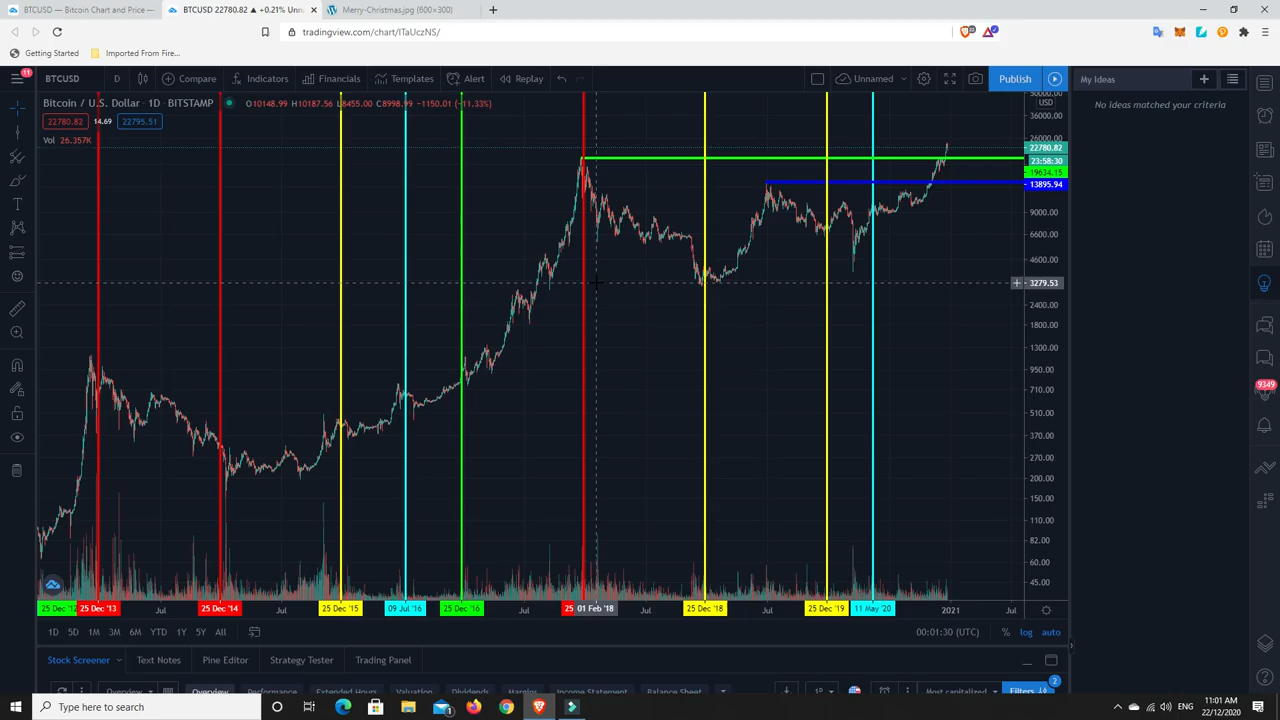 BTCUSD — Bitcoin Chart and Price —
BTCUSD 22780.82 ▲ +0.21% Unn
Merry-Christmas.jpg (600×300)
tradingview.com/chart/ITaUczNS/
Getting Started
Imported From Fire...
11
BTCUSD
D
Compare
Indicators
Financials
Templates
Alert
Replay
Unnamed
Publish
My Ideas
Bitcoin / U.S. Dollar · 1D · BITSTAMP
O10148.99 H10187.56 L8455.00 C8998.99 −1150.01 (−11.33%)
22780.82
14.69
22795.51
Vol 26.357K
No ideas matched your criteria
50000.00
USD
36000.00
26000.00
22780.82
23:58:30
19634.15
13895.94
9000.00
6600.00
4600.00
3279.53
2400.00
1800.00
1300.00
950.00
710.00
510.00
370.00
270.00
200.00
150.00
110.00
82.00
60.00
45.00
9349
25 Dec '12
25 Dec '13
Jul
25 Dec '14
Jul
25 Dec '15
09 Jul '16
25 Dec '16
Jul
25
01 Feb '18
Jul
25 Dec '18
Jul
25 Dec '19
11 May '20
2021
Jul
1D
5D
1M
3M
6M
YTD
1Y
5Y
All
00:01:30 (UTC)
%
log
auto
Stock Screener
Text Notes
Pine Editor
Strategy Tester
Trading Panel
2
Overview
Overview
Performance
Extended Hours
Valuation
Dividends
Margins
Income Statement
Balance Sheet
Most capitalized
Filters
Type here to search
ENG
11:01 AM
22/12/2020